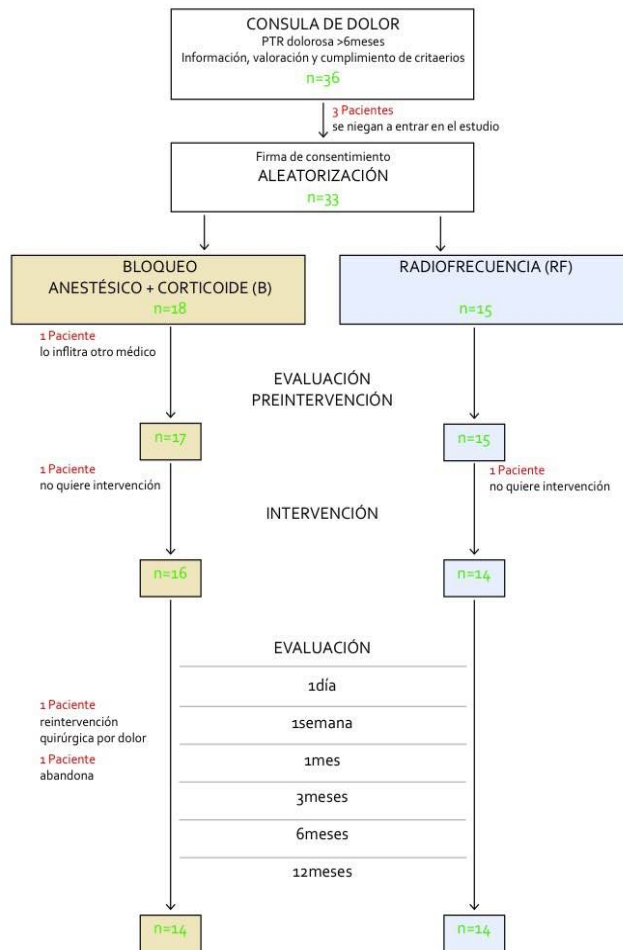 CONSULA DE DOLOR
PTR dolorosa >6meses
Información, valoración y cumplimiento de critaerios
n=36
3 Pacientes
se niegan a entrar en el estudio
Firma de consentimiento
ALEATORIZACIÓN
n=33
BLOQUEO
ANESTÉSICO + CORTICOIDE (B)
n=18
RADIOFRECUENCIA (RF)
n=15
1 Paciente
lo inflitra otro médico
EVALUACIÓN
PREINTERVENCIÓN
n=17
n=15
1 Paciente
no quiere intervención
1 Paciente
no quiere intervención
INTERVENCIÓN
n=16
n=14
EVALUACIÓN
1día
1semana
1mes
3meses
6meses
12meses
1 Paciente
reintervención
quirúrgica por dolor
1 Paciente
abandona
n=14
n=14